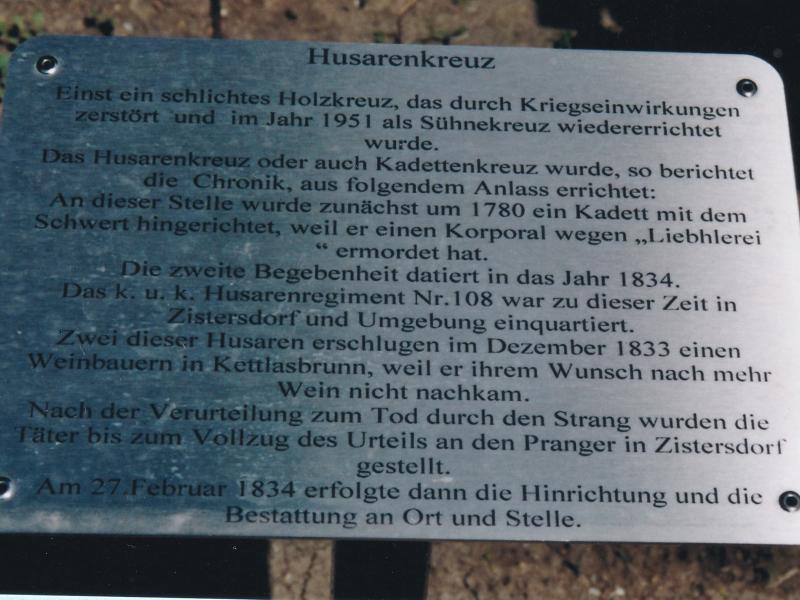 Husarenkreuz
Einst ein schlichtes Holzkreuz, das durch Kriegseinwirkungen
zerstört und im Jahr 1951 als Sühnekreuz wiedererrichtet
wurde.
Das Husarenkreuz oder auch Kadettenkreuz wurde, so berichtet
die Chronik, aus folgendem Anlass errichtet:
An dieser Stelle wurde zunächst um 1780 ein Kadett mit dem
Schwert hingerichtet, weil er einen Korporal wegen „Liebhlerei
“ ermordet hat.
Die zweite Begebenheit datiert in das Jahr 1834.
Das k. u. k. Husarenregiment Nr.108 war zu dieser Zeit in
Zistersdorf und Umgebung einquartiert.
Zwei dieser Husaren erschlugen im Dezember 1833 einen
Weinbauern in Kettlasbrunn, weil er ihrem Wunsch nach mehr
Wein nicht nachkam.
Nach der Verurteilung zum Tod durch den Strang wurden die
Täter bis zum Vollzug des Urteils an den Pranger in Zistersdorf
gestellt.
Am 27.Februar 1834 erfolgte dann die Hinrichtung und die
Bestattung an Ort und Stelle.